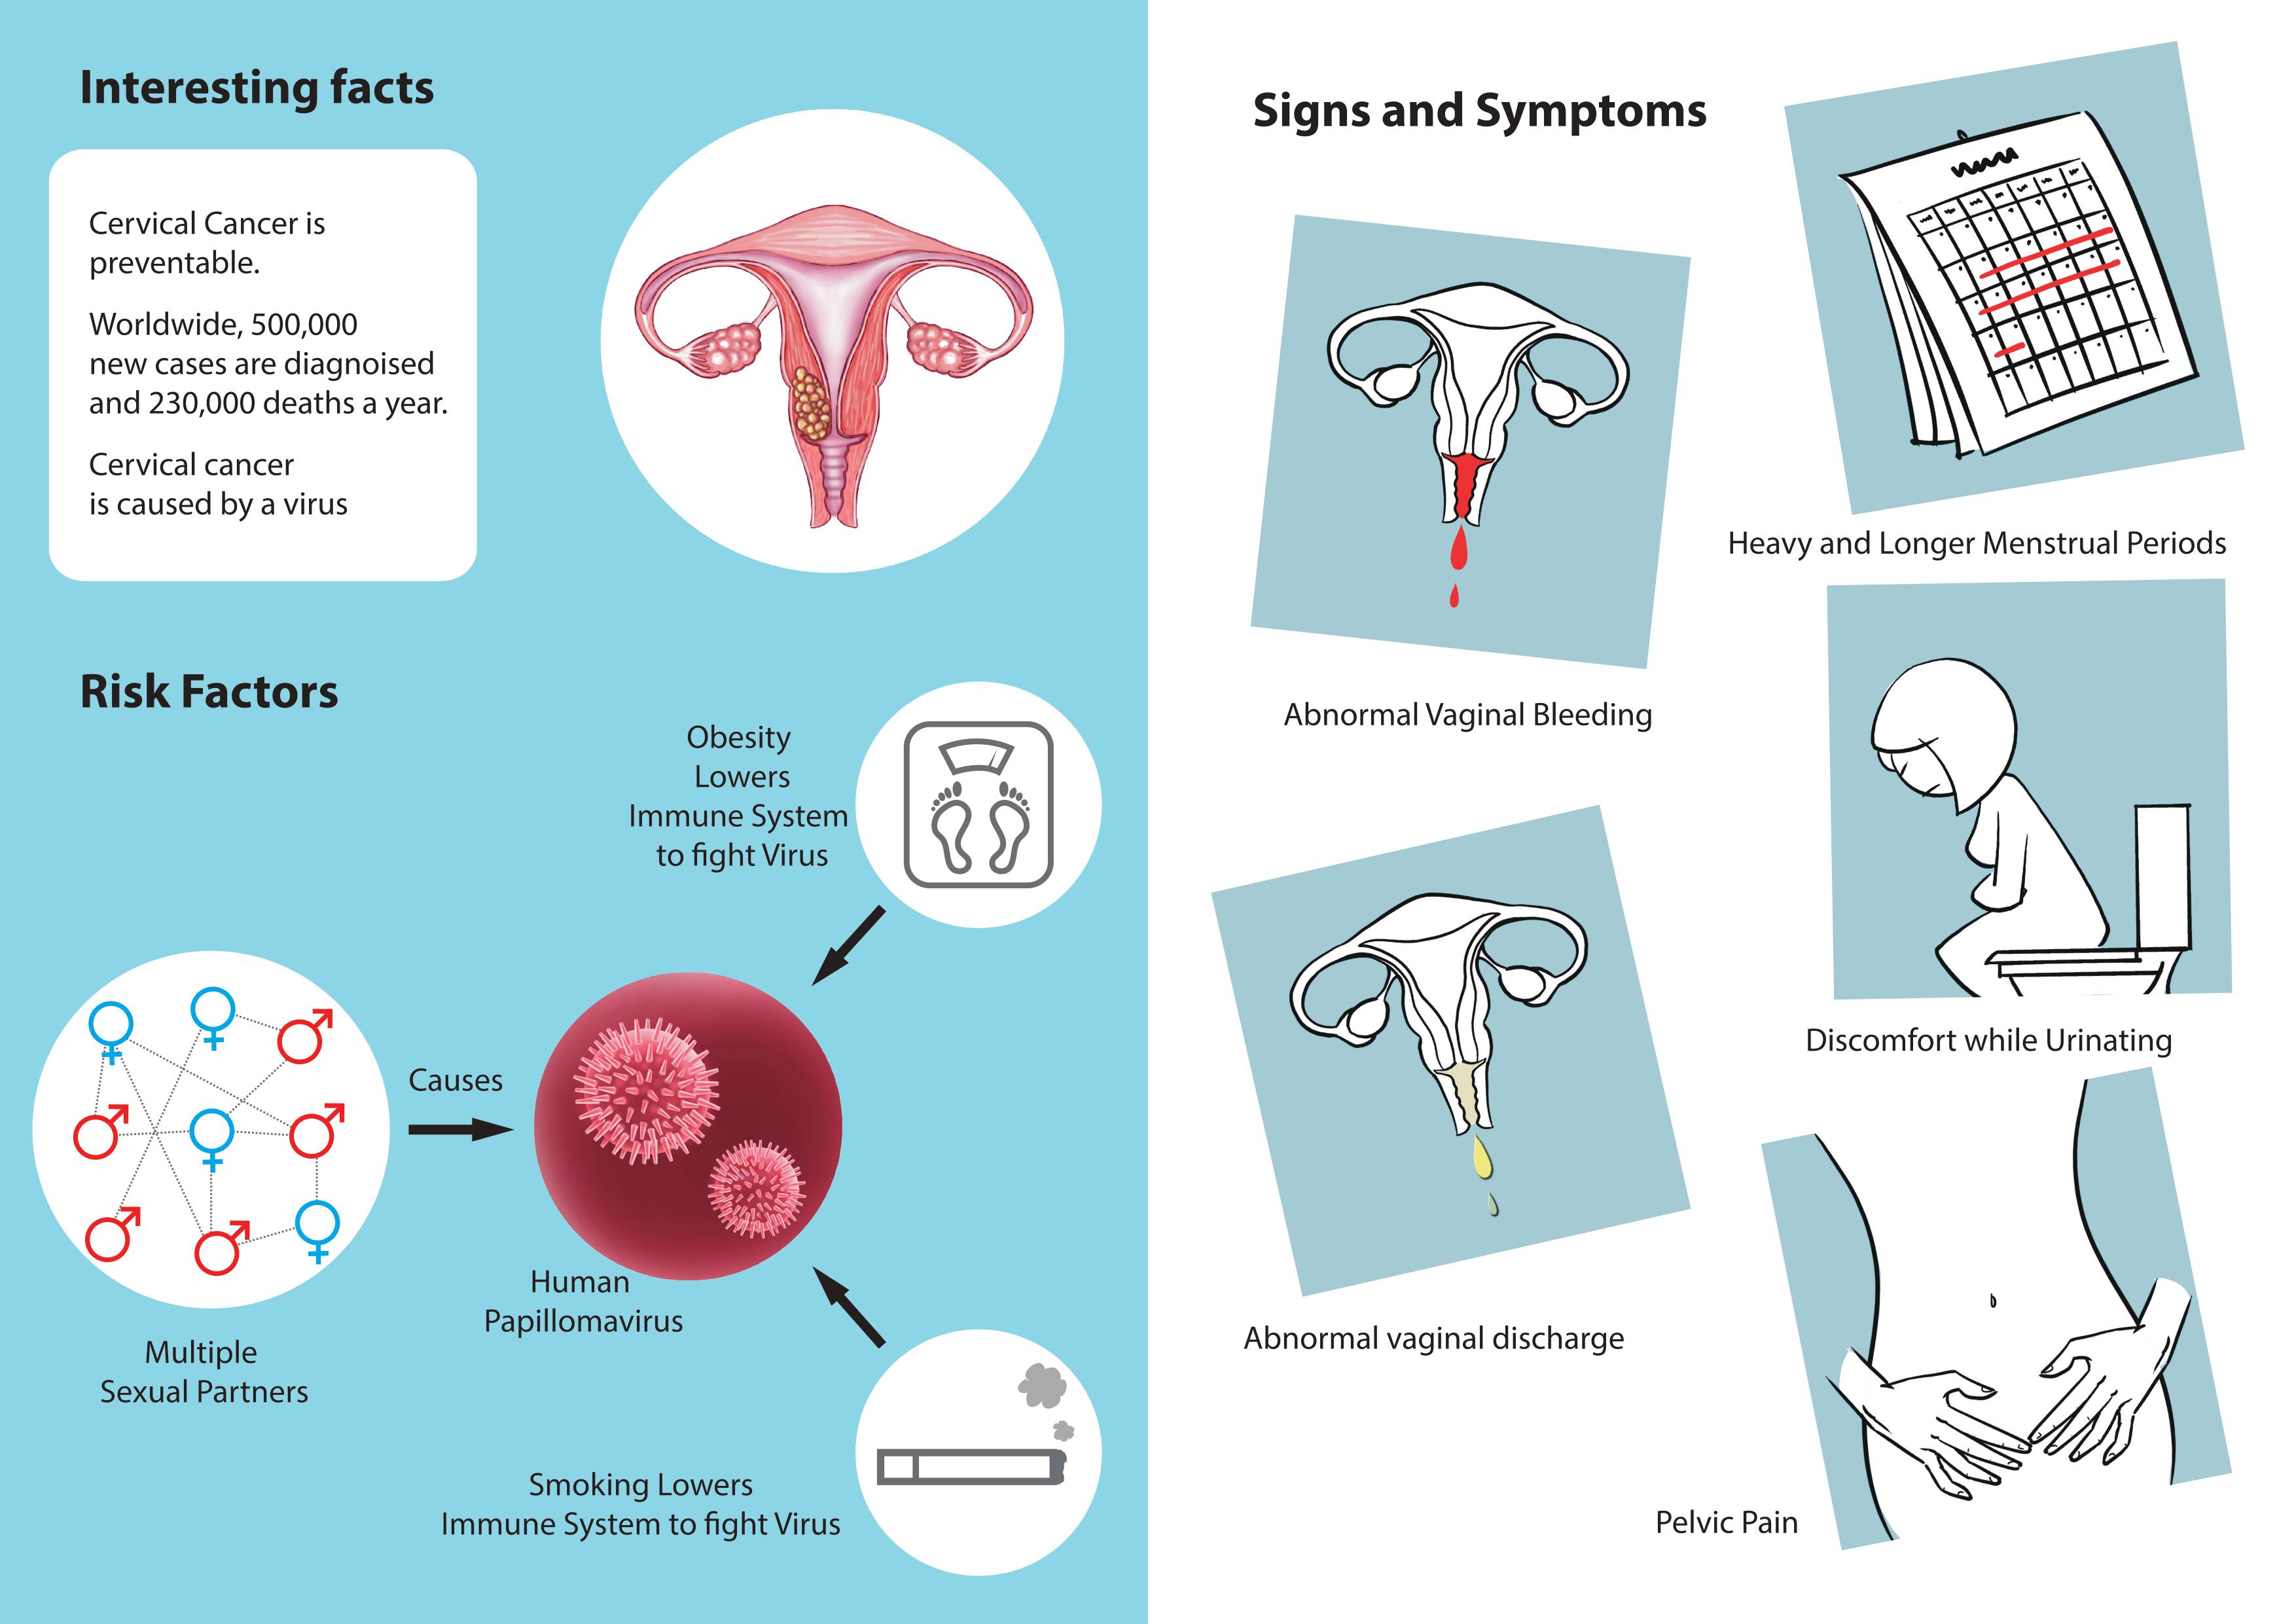 Interesting facts
Cervical Cancer is
preventable.
Worldwide, 500,000
new cases are diagnoised
and 230,000 deaths a year.
Cervical cancer
is caused by a virus
Risk Factors
Obesity
Lowers
Immune System
to fight Virus
Causes
Human
Papillomavirus
Multiple
Sexual Partners
Smoking Lowers
Immune System to fight Virus
Signs and Symptoms
Heavy and Longer Menstrual Periods
Abnormal Vaginal Bleeding
Discomfort while Urinating
Abnormal vaginal discharge
Pelvic Pain